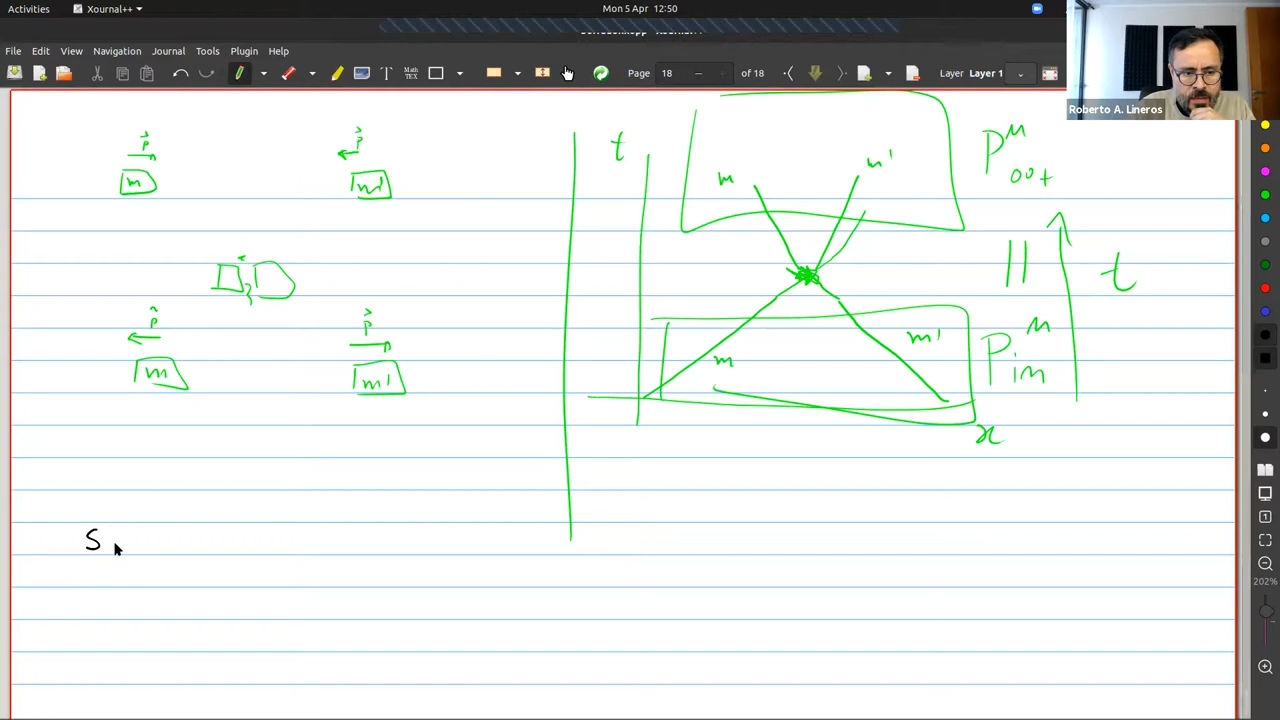 Activities
Xournal++
Mon 5 Apr 12:50
File Edit View Navigation Journal Tools Plugin Help
Page 18 of 18
Layer Layer 1
Roberto A. Lineros
p p
m m'
p p
m m'
t
m m'
P^μ out
||
t
m m'
P^μ in
x
S
202%